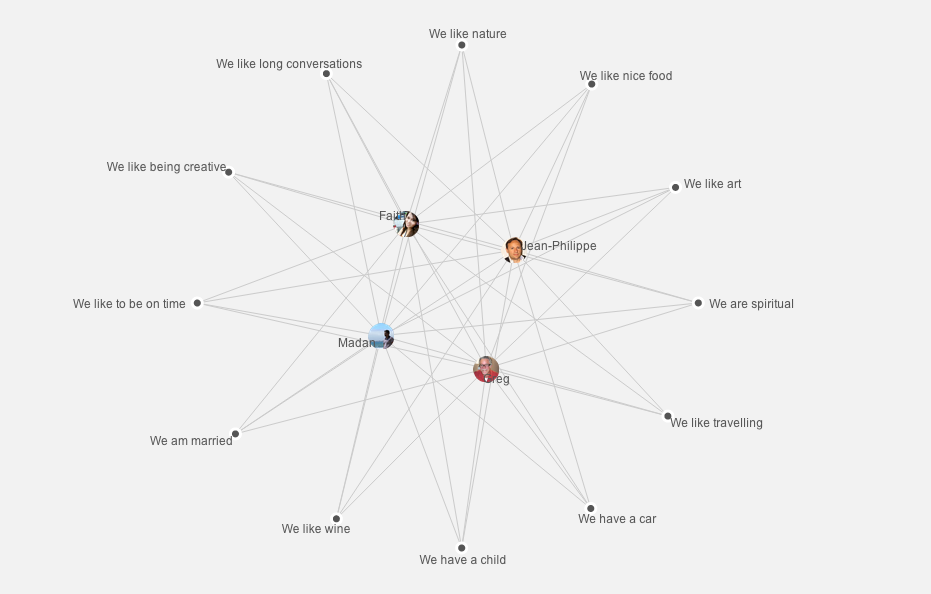 We like nature
We like long conversations
We like nice food
We like being creative
We like art
Faith
Jean-Philippe
We like to be on time
We are spiritual
Madan
Greg
We like travelling
We am married
We like wine
We have a car
We have a child